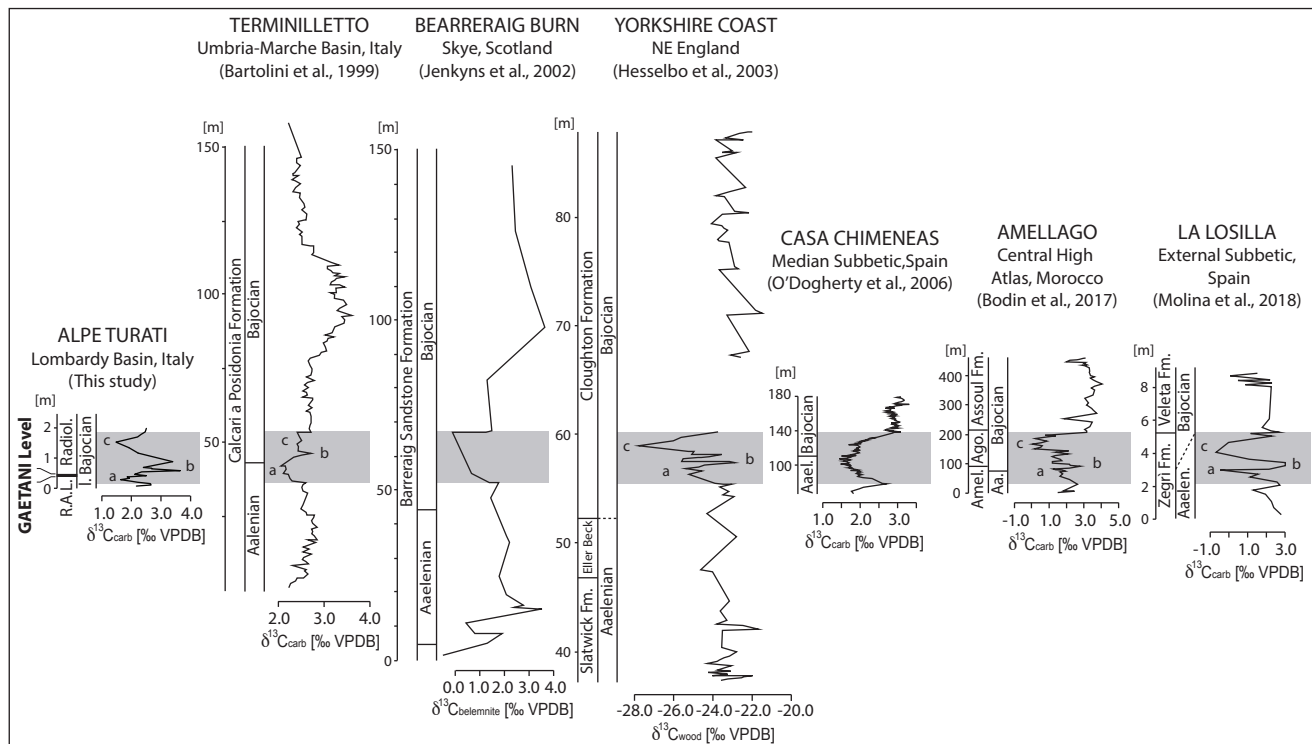 TERMINILLETTO
Umbria-Marche Basin, Italy
(Bartolini et al., 1999)
BEARRERAIG BURN
Skye, Scotland
(Jenkyns et al., 2002)
YORKSHIRE COAST
NE England
(Hesselbo et al., 2003)
CASA CHIMENEAS
Median Subbetic,Spain
(O'Dogherty et al., 2006)
AMELLAGO
Central High
Atlas, Morocco
(Bodin et al., 2017)
LA LOSILLA
External Subbetic,
Spain
(Molina et al., 2018)
ALPE TURATI
Lombardy Basin, Italy
(This study)
[m]
2
1
0
GAETANI Level
R.A.L.
Radiol.
l. Bajocian
a
b
c
1.0 2.0 3.0 4.0
δ13Ccarb [‰ VPDB]
[m]
150
100
50
Calcari a Posidonia Formation
Aalenian
Bajocian
a
b
c
2.0 3.0 4.0
δ13Ccarb [‰ VPDB]
[m]
150
100
50
0
Barreraig Sandstone Formation
Aaelenian
Bajocian
0.0 1.0 2.0 3.0 4.0
δ13Cbelemnite [‰ VPDB]
[m]
80
70
60
50
40
Slatwick Fm.
Eller Beck
Cloughton Formation
Aaelenian
Bajocian
a
b
c
-28.0 -26.0 -24.0 -22.0 -20.0
δ13Cwood [‰ VPDB]
[m]
180
140
100
Aael.
Bajocian
1.0 2.0 3.0
δ13Ccarb [‰ VPDB]
[m]
400
300
200
100
0
Amel.
Ago.
Assoul Fm.
Aa.
Bajocian
a
b
c
-1.0 1.0 3.0 5.0
δ13Ccarb [‰ VPDB]
[m]
8
6
4
2
0
Zegri Fm.
Veleta Fm.
Aaelen.
Bajocian
a
b
c
-1.0 1.0 3.0
δ13Ccarb [‰ VPDB]